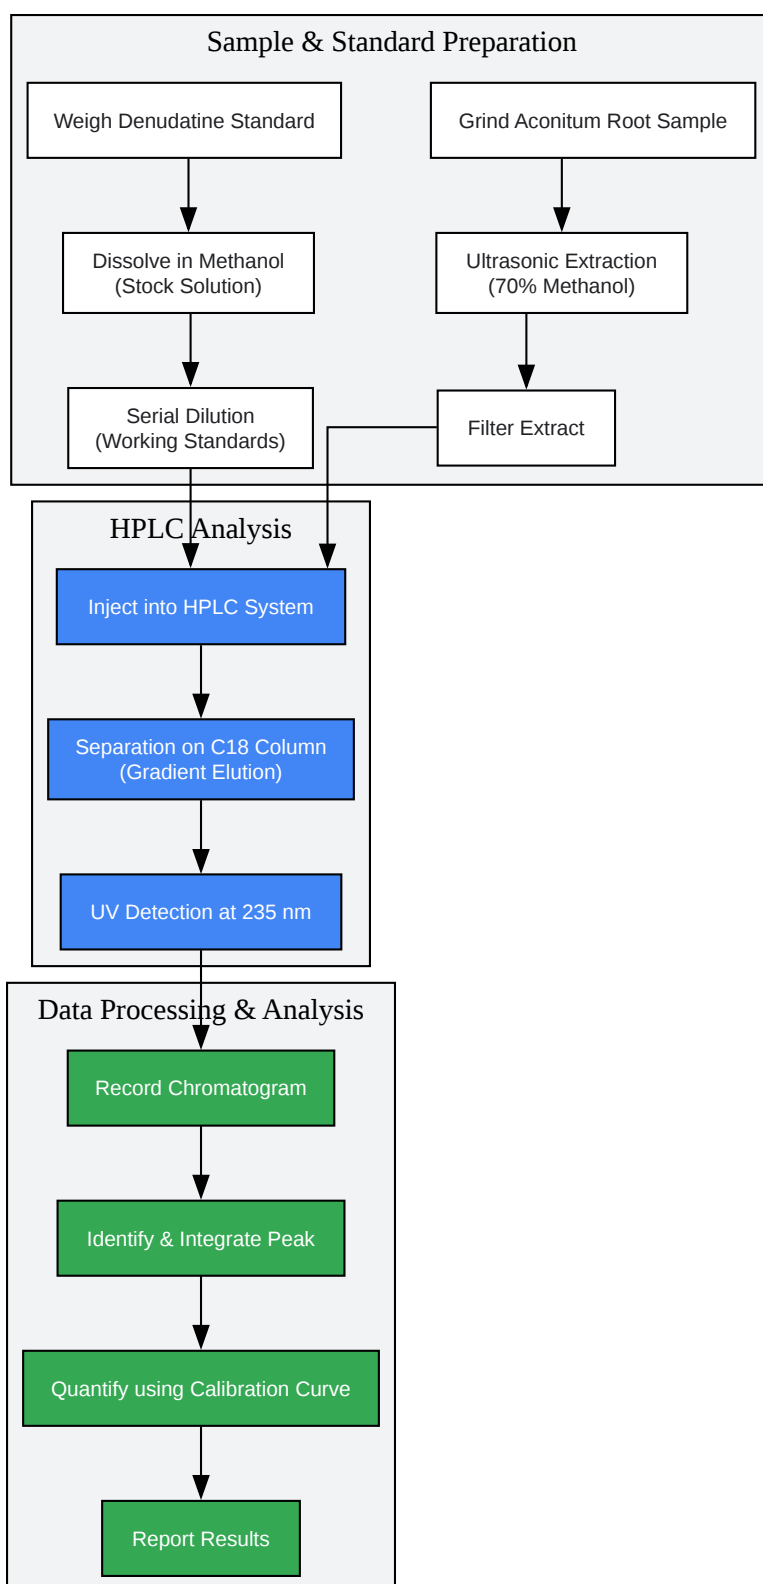 Sample & Standard Preparation
Weigh Denudatine Standard
Grind Aconitum Root Sample
Dissolve in Methanol
(Stock Solution)
Ultrasonic Extraction
(70% Methanol)
Serial Dilution
(Working Standards)
Filter Extract
HPLC Analysis
Inject into HPLC System
Separation on C18 Column
(Gradient Elution)
UV Detection at 235 nm
Data Processing & Analysis
Record Chromatogram
Identify & Integrate Peak
Quantify using Calibration Curve
Report Results